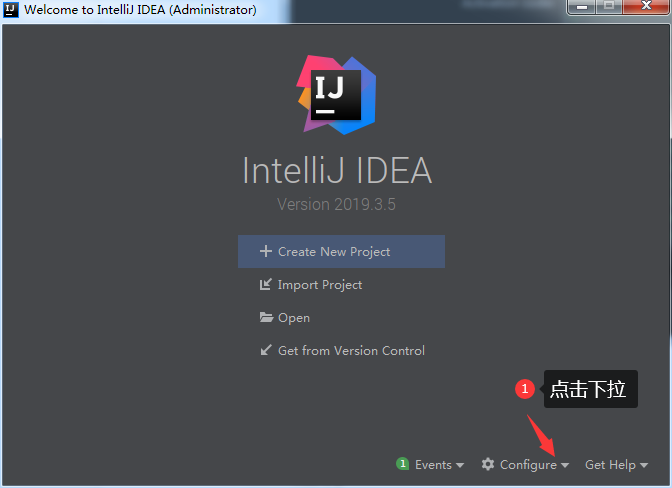 Welcome to IntelliJ IDEA (Administrator)
IJ
IntelliJ IDEA
Version 2019.3.5
Create New Project
Import Project
Open
Get from Version Control
1 点击下拉
1 Events Configure Get Help